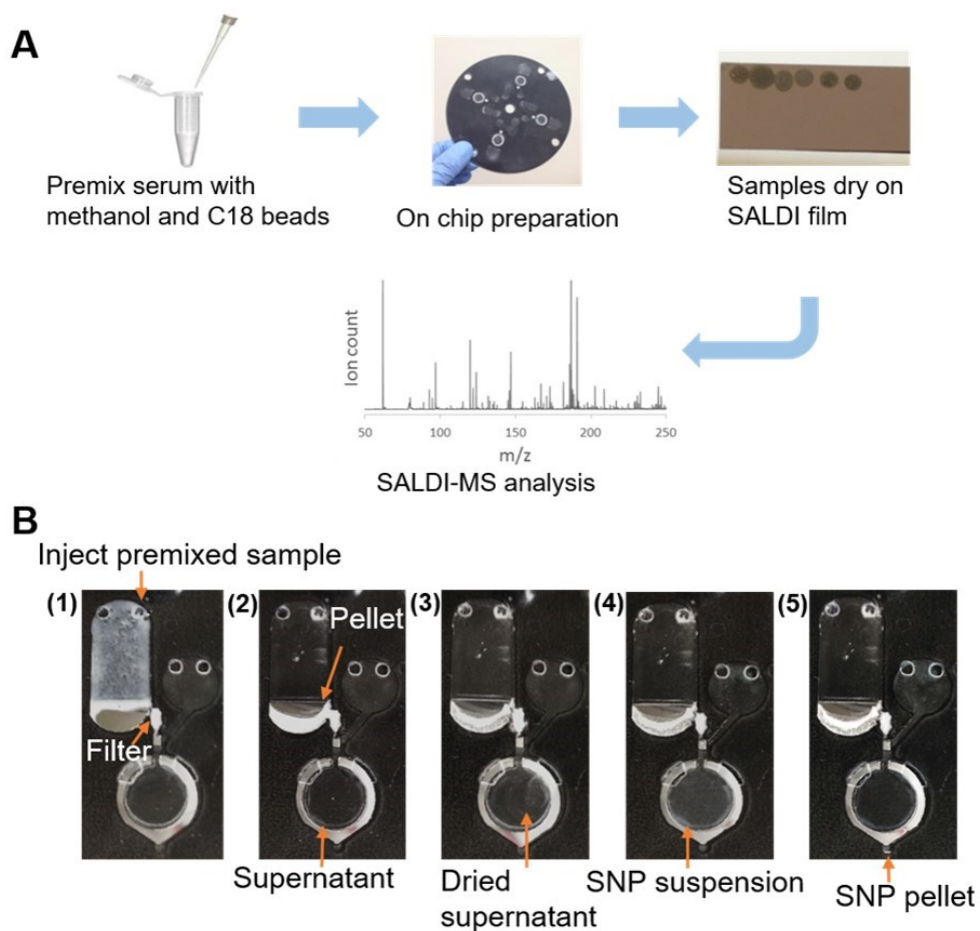 A
Premix serum with
methanol and C18 beads
On chip preparation
Samples dry on
SALDI film
Ion count
50 100 150 200 250
m/z
SALDI-MS analysis
B
Inject premixed sample
(1) (2) (3) (4) (5)
Pellet
Filter
Supernatant
Dried
supernatant
SNP suspension
SNP pellet